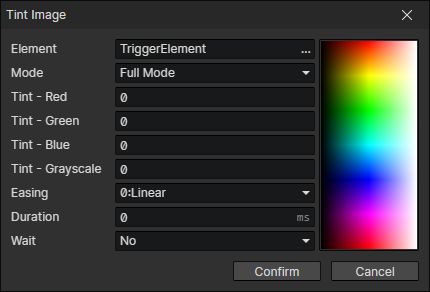 Tint Image
Element TriggerElement ...
Mode Full Mode
Tint - Red 0
Tint - Green 0
Tint - Blue 0
Tint - Grayscale 0
Easing 0:Linear
Duration 0 ms
Wait No
Confirm Cancel